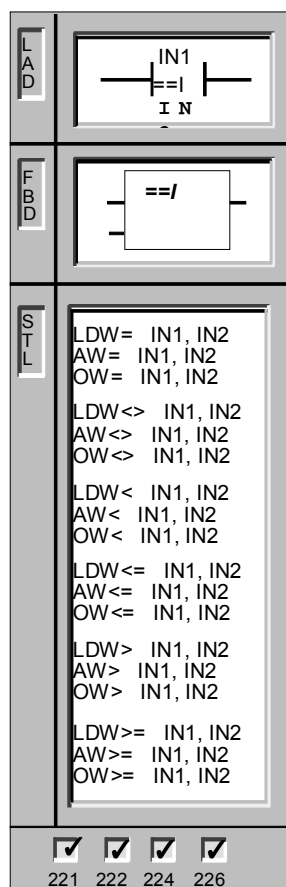 LAD
IN1
==I
I N
FBD
==I
STL
LDW= IN1, IN2
AW= IN1, IN2
OW= IN1, IN2
LDW<> IN1, IN2
AW<> IN1, IN2
OW<> IN1, IN2
LDW< IN1, IN2
AW< IN1, IN2
OW< IN1, IN2
LDW<= IN1, IN2
AW<= IN1, IN2
OW<= IN1, IN2
LDW> IN1, IN2
AW> IN1, IN2
OW> IN1, IN2
LDW>= IN1, IN2
AW>= IN1, IN2
OW>= IN1, IN2
221 222 224 226